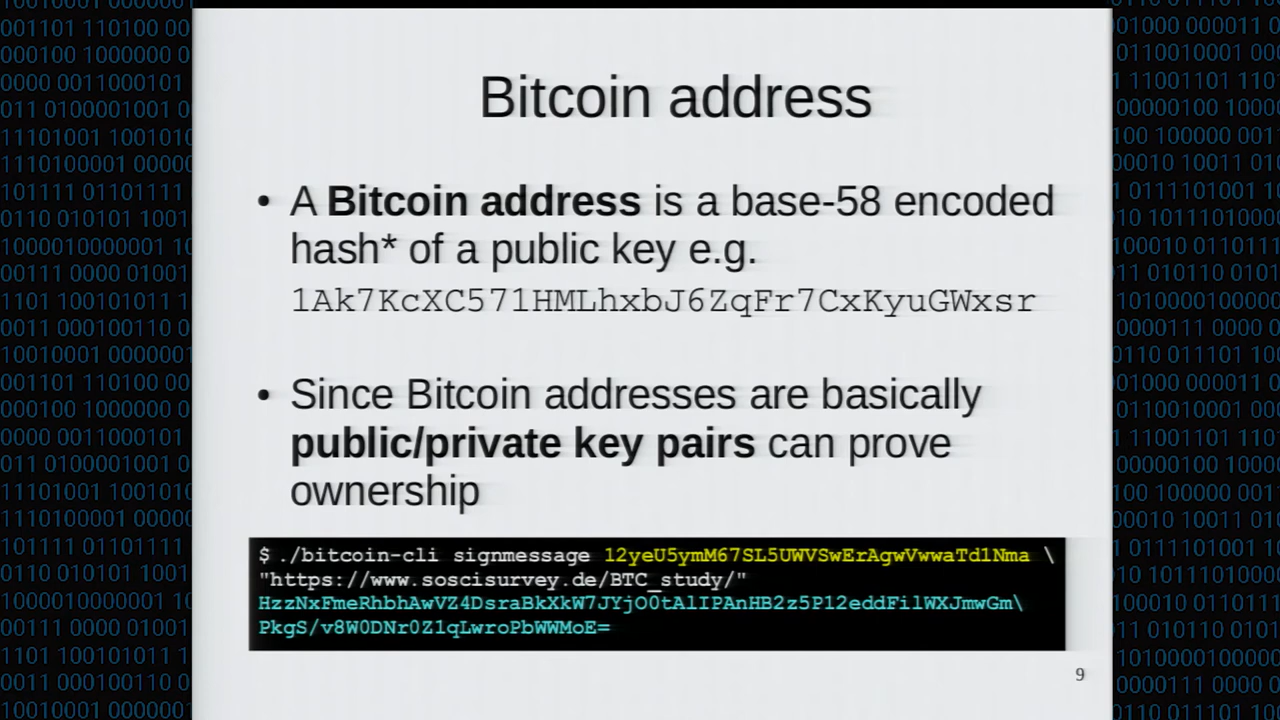 Bitcoin address
• A Bitcoin address is a base-58 encoded
hash* of a public key e.g.
1Ak7KcXC571HMLhxbJ6ZqFr7CxKyuGWxsr
• Since Bitcoin addresses are basically
public/private key pairs can prove
ownership
$ ./bitcoin-cli signmessage 12yeU5ymM67SL5UWVSwErAgwVwwaTd1Nma \
"https://www.soscisurvey.de/BTC_study/"
HzzNxFmeRhbhAwVZ4DsraBkXkW7JYjO0tAlIPAnHB2z5P12eddFilWXJmwGm\
PkgS/v8W0DNr0Z1qLwroPbWWMoE=
9